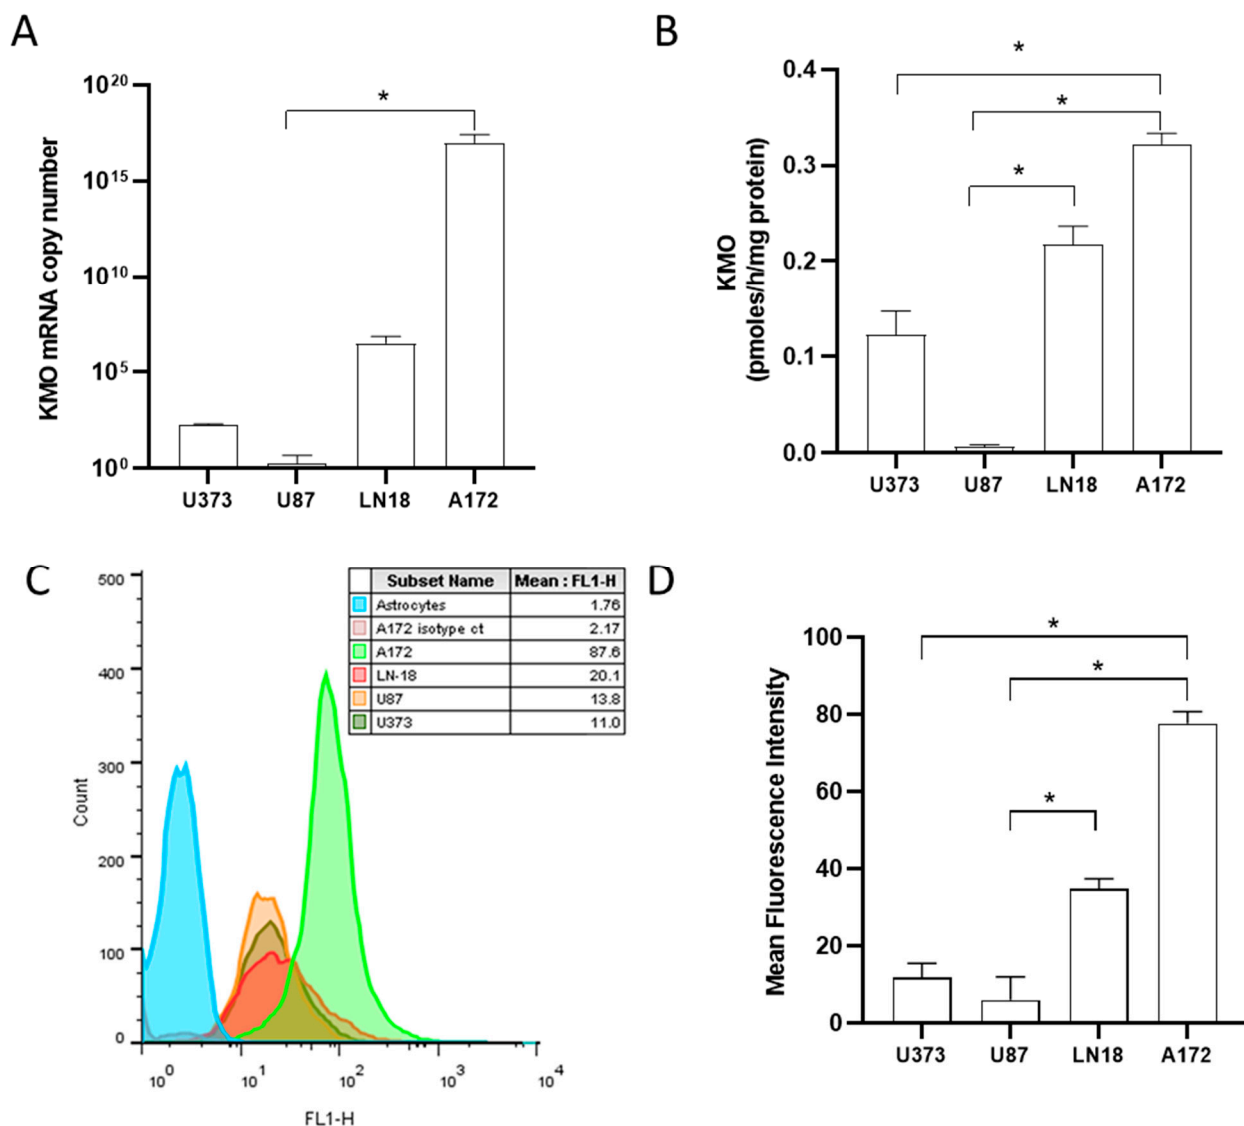 A
KMO mRNA copy number
10^20
10^15
10^10
10^5
10^0
*
U373 U87 LN18 A172
B
KMO
(pmoles/h/mg protein)
0.4
0.3
0.2
0.1
0.0
*
*
*
U373 U87 LN18 A172
C
Count
500
400
300
200
100
0
Subset Name Mean : FL1-H
Astrocytes 1.76
A172 isotype ct 2.17
A172 87.6
LN-18 20.1
U87 13.8
U373 11.0
10^0 10^1 10^2 10^3 10^4
FL1-H
D
Mean Fluorescence Intensity
100
80
60
40
20
0
*
*
*
U373 U87 LN18 A172